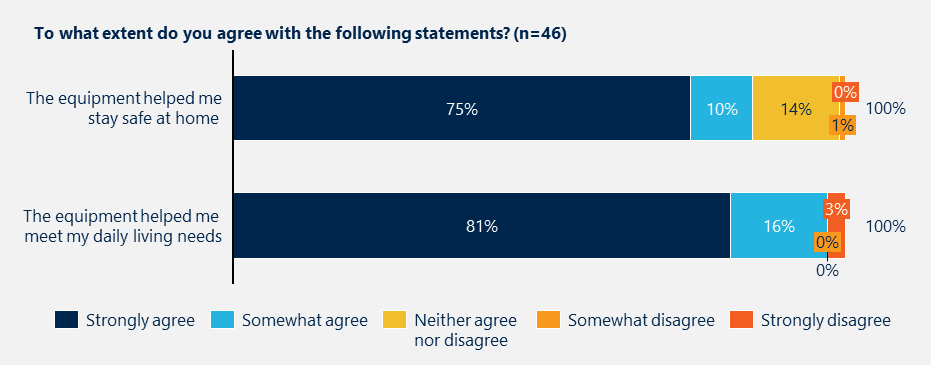 To what extent do you agree with the following statements? (n=46)
The equipment helped me
stay safe at home
75%
10%
14%
0%
1%
100%
The equipment helped me
meet my daily living needs
81%
16%
3%
0%
0%
100%
Strongly agree
Somewhat agree
Neither agree
nor disagree
Somewhat disagree
Strongly disagree